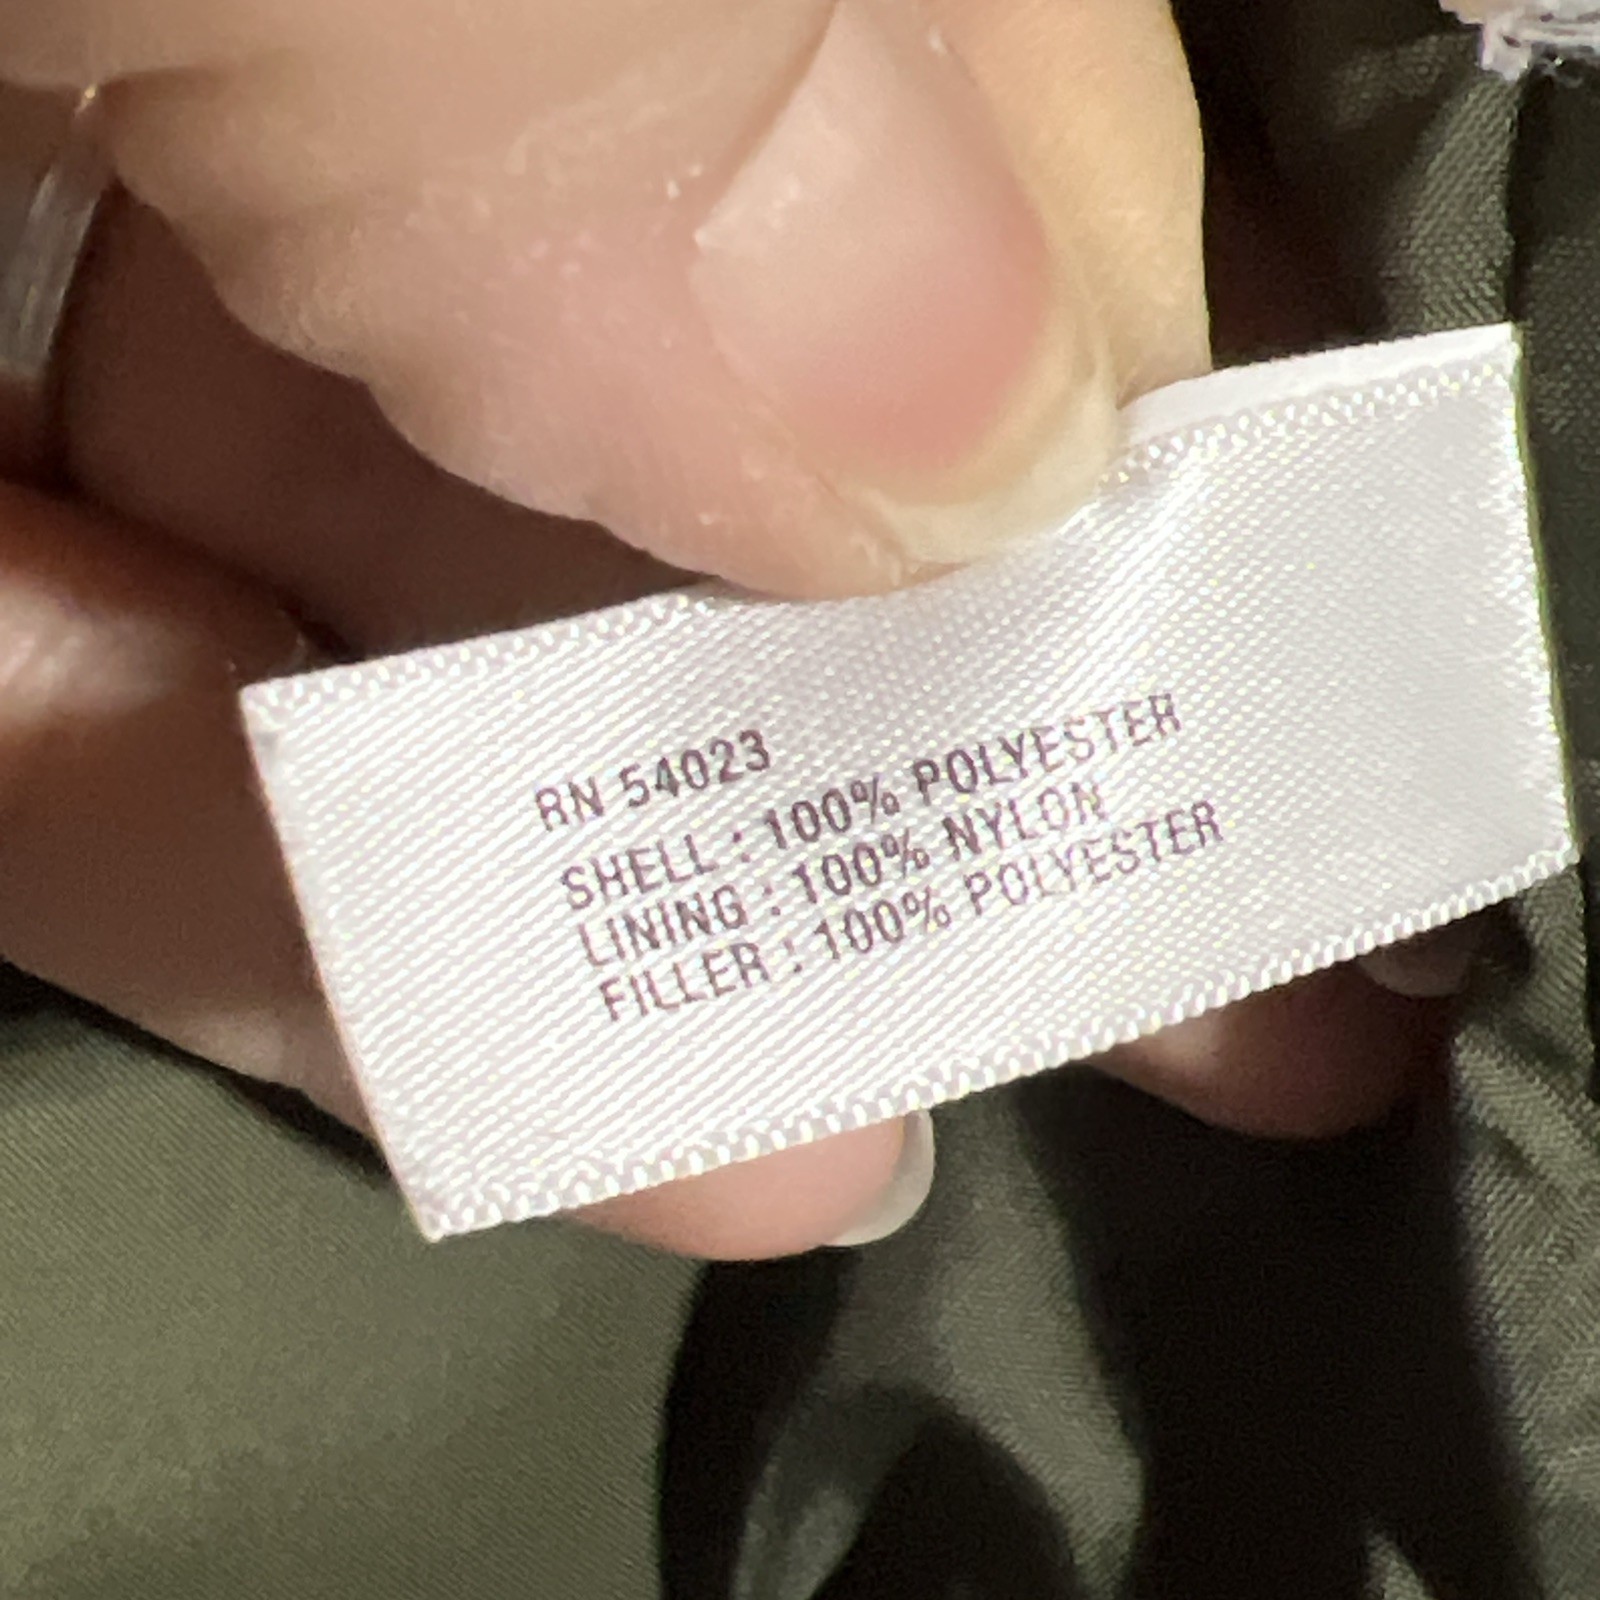 RN 54023
SHELL : 100% POLYESTER
LINING : 100% NYLON
FILLER : 100% POLYESTER